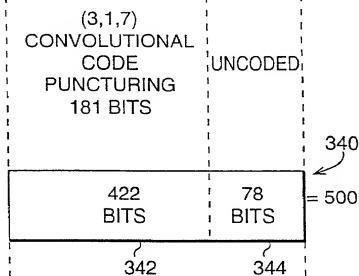 (3,1,7)
CONVOLUTIONAL
CODE
PUNCTURING
181 BITS
UNCODED
340
422
BITS
78
BITS
= 500
342
344